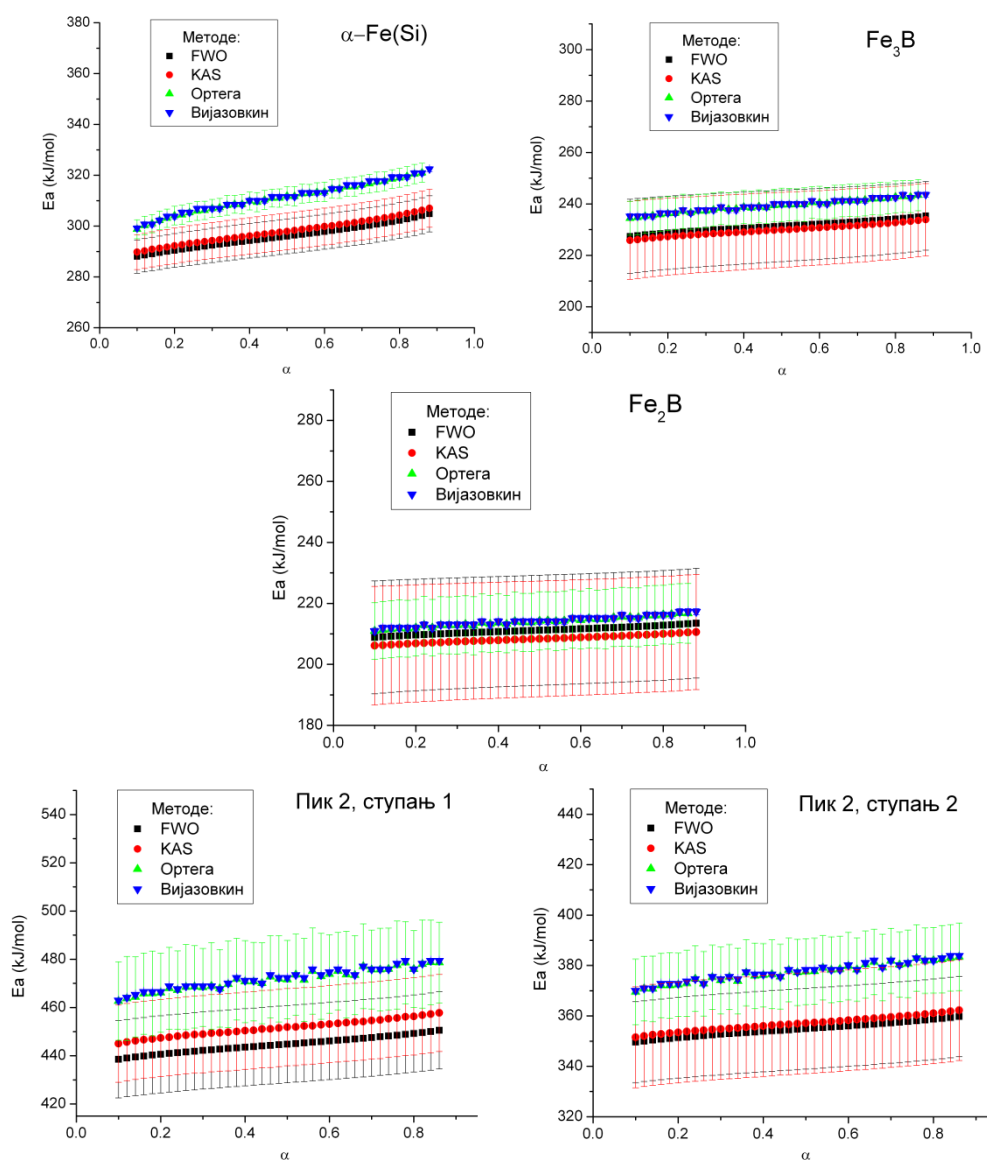 α−Fe(Si)
Методе:
FWO
KAS
Ортега
Вијазовкин
Ea (kJ/mol)
380
360
340
320
300
280
260
0.0 0.2 0.4 0.6 0.8 1.0
α
Fe₃B
Методе:
FWO
KAS
Ортега
Вијазовкин
Ea (kJ/mol)
300
280
260
240
220
200
0.0 0.2 0.4 0.6 0.8 1.0
α
Fe₂B
Методе:
FWO
KAS
Ортега
Вијазовкин
Ea (kJ/mol)
280
260
240
220
200
180
0.0 0.2 0.4 0.6 0.8 1.0
α
Пик 2, ступањ 1
Методе:
FWO
KAS
Ортега
Вијазовкин
Ea (kJ/mol)
540
520
500
480
460
440
420
0.0 0.2 0.4 0.6 0.8
α
Пик 2, ступањ 2
Методе:
FWO
KAS
Ортега
Вијазовкин
Ea (kJ/mol)
440
420
400
380
360
340
320
0.0 0.2 0.4 0.6 0.8
α